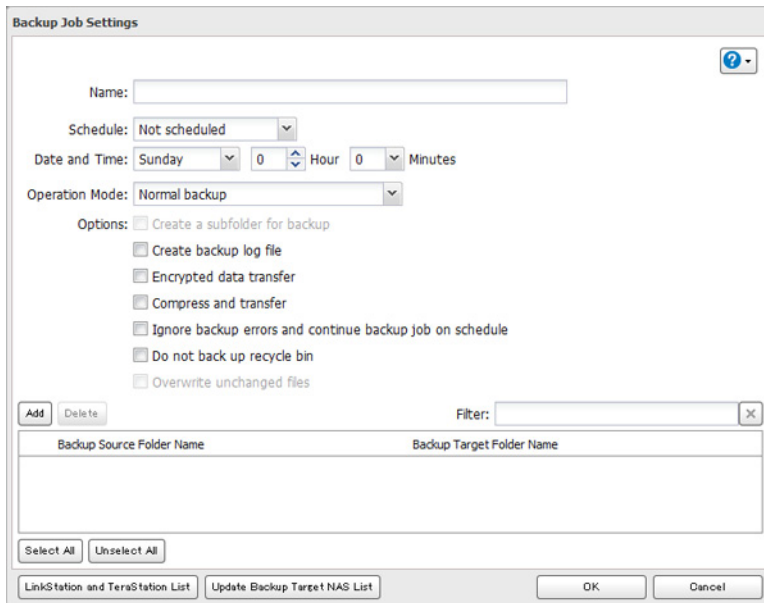 Backup Job Settings
?
Name:
Schedule: Not scheduled
Date and Time: Sunday 0 Hour 0 Minutes
Operation Mode: Normal backup
Options: Create a subfolder for backup
Create backup log file
Encrypted data transfer
Compress and transfer
Ignore backup errors and continue backup job on schedule
Do not back up recycle bin
Overwrite unchanged files
Add Delete Filter:
Backup Source Folder Name Backup Target Folder Name
Select All Unselect All
LinkStation and TeraStation List Update Backup Target NAS List OK Cancel